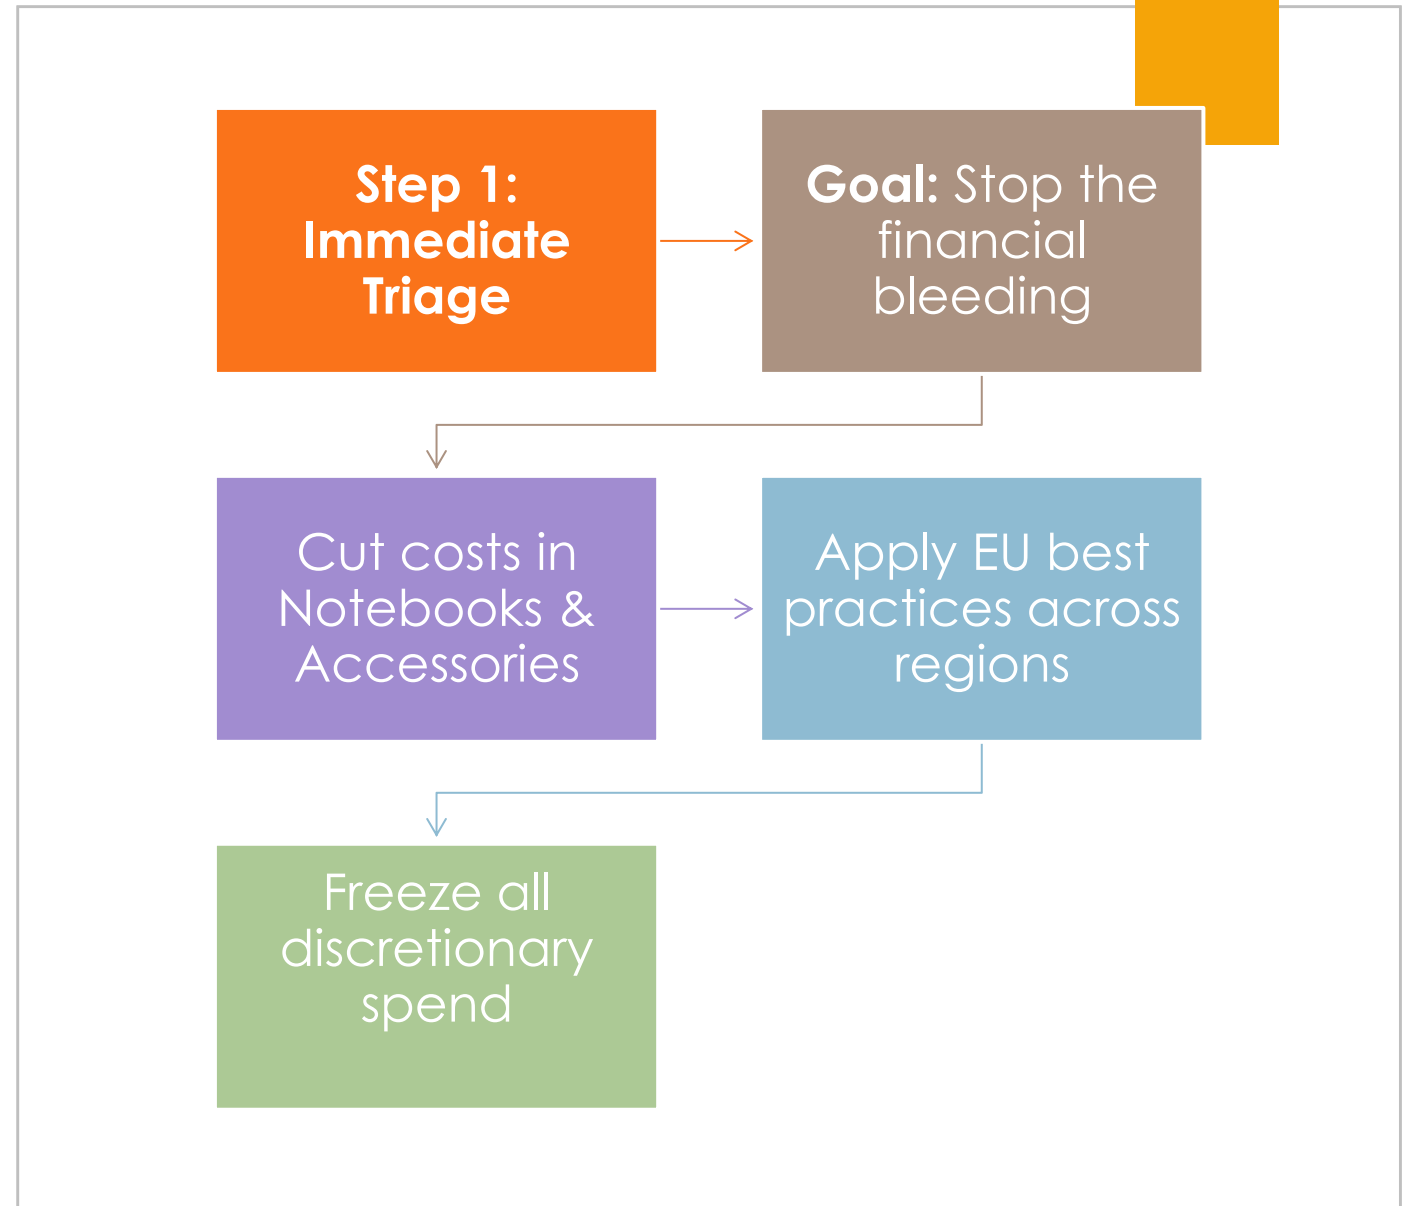 Step 1:
Immediate
Triage
Goal: Stop the
financial
bleeding
Cut costs in
Notebooks &
Accessories
Apply EU best
practices across
regions
Freeze all
discretionary
spend